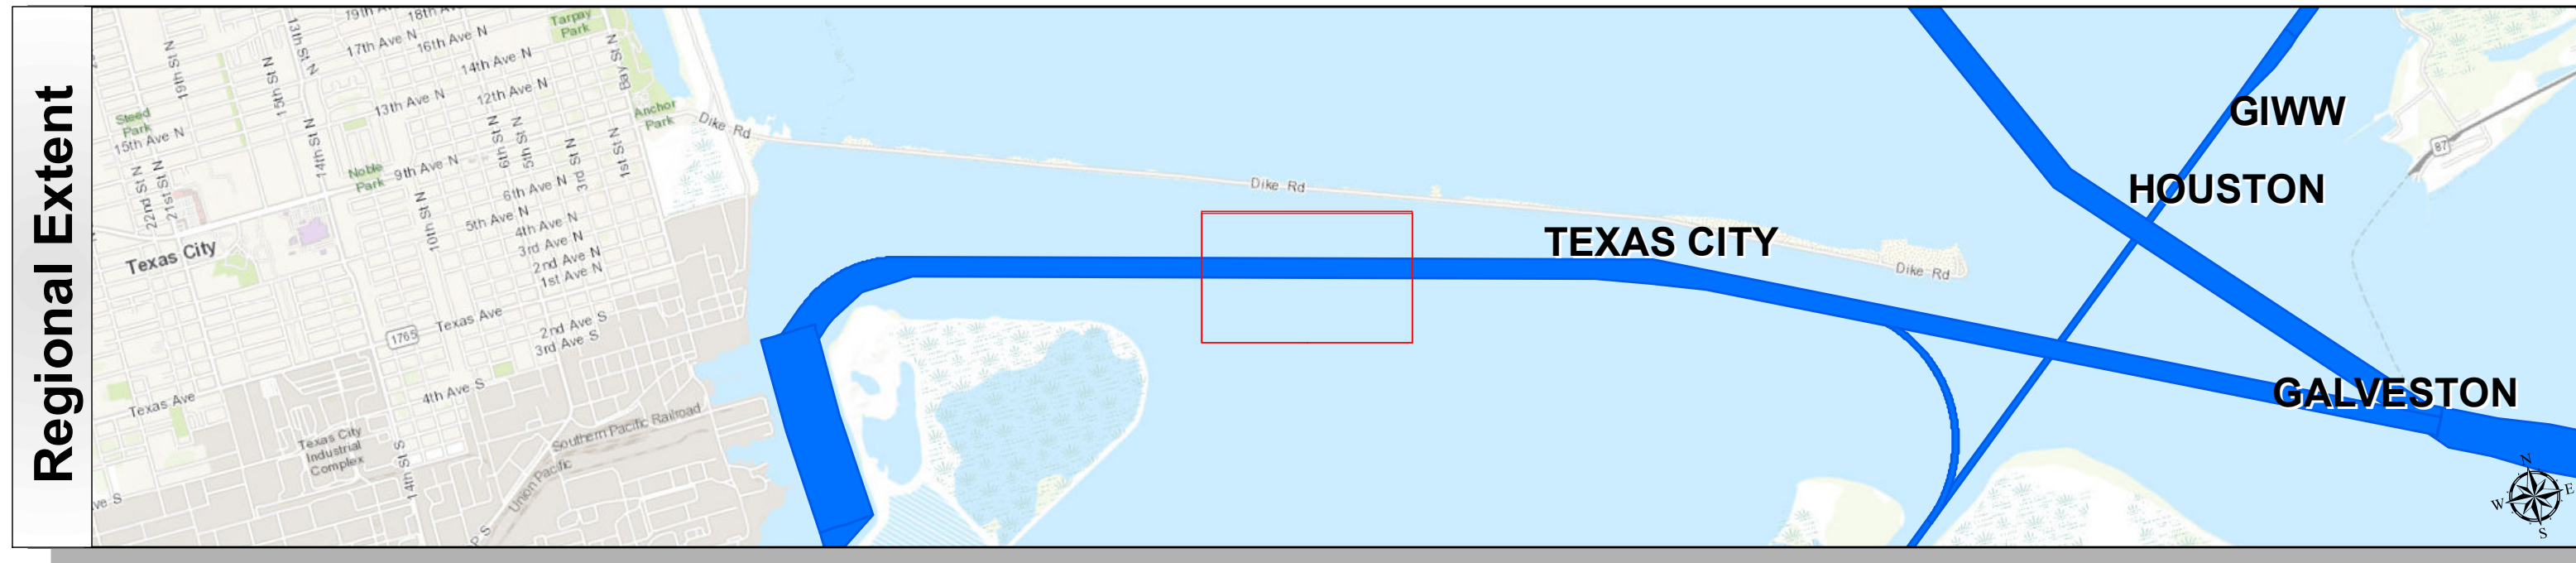 Regional Extent
19th Ave N
18th Ave
17th Ave N
16th Ave N
14th Ave N
13th Ave N
12th Ave N
Tarpay
Park
Bay St N
19th St N
15th St N
13th St N
14th St N
Steed
Park
15th Ave N
22nd St N
21st St N
Noble
Park
9th Ave N
10th St N
6th St N
5th St N
3rd St N
1st St N
6th Ave N
5th Ave N
4th Ave N
3rd Ave N
2nd Ave N
1st Ave N
Anchor
Park
Dike Rd
Dike Rd
Dike Rd
Texas City
1765
Texas Ave
2nd Ave S
3rd Ave S
4th Ave S
Texas Ave
Texas City
Industrial
Complex
14th St S
Southern Pacific Railroad
Union Pacific
P S
ve S
TEXAS CITY
GIWW
HOUSTON
GALVESTON
87
N
W
E
S